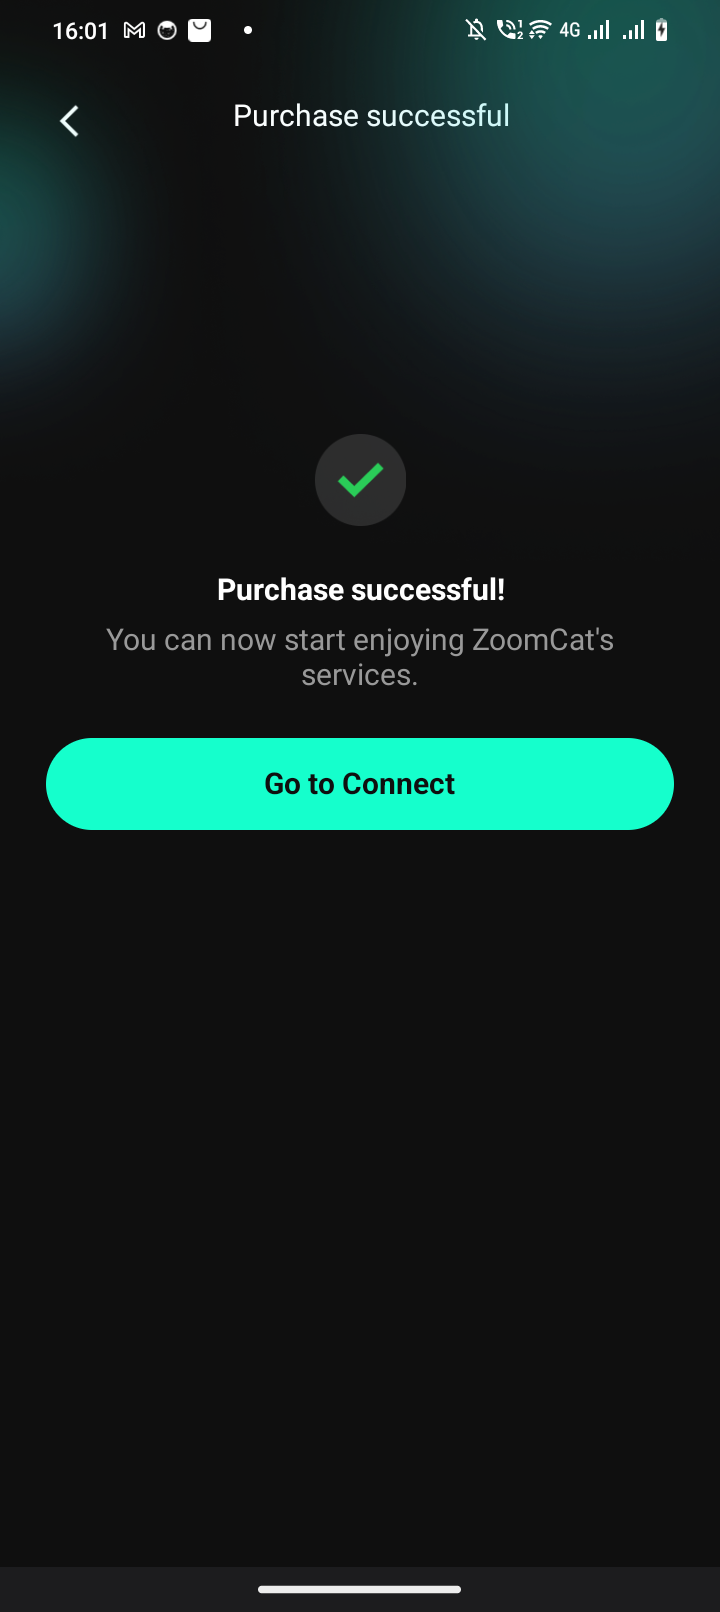 16:01
4G
Purchase successful
Purchase successful!
You can now start enjoying ZoomCat's
services.
Go to Connect